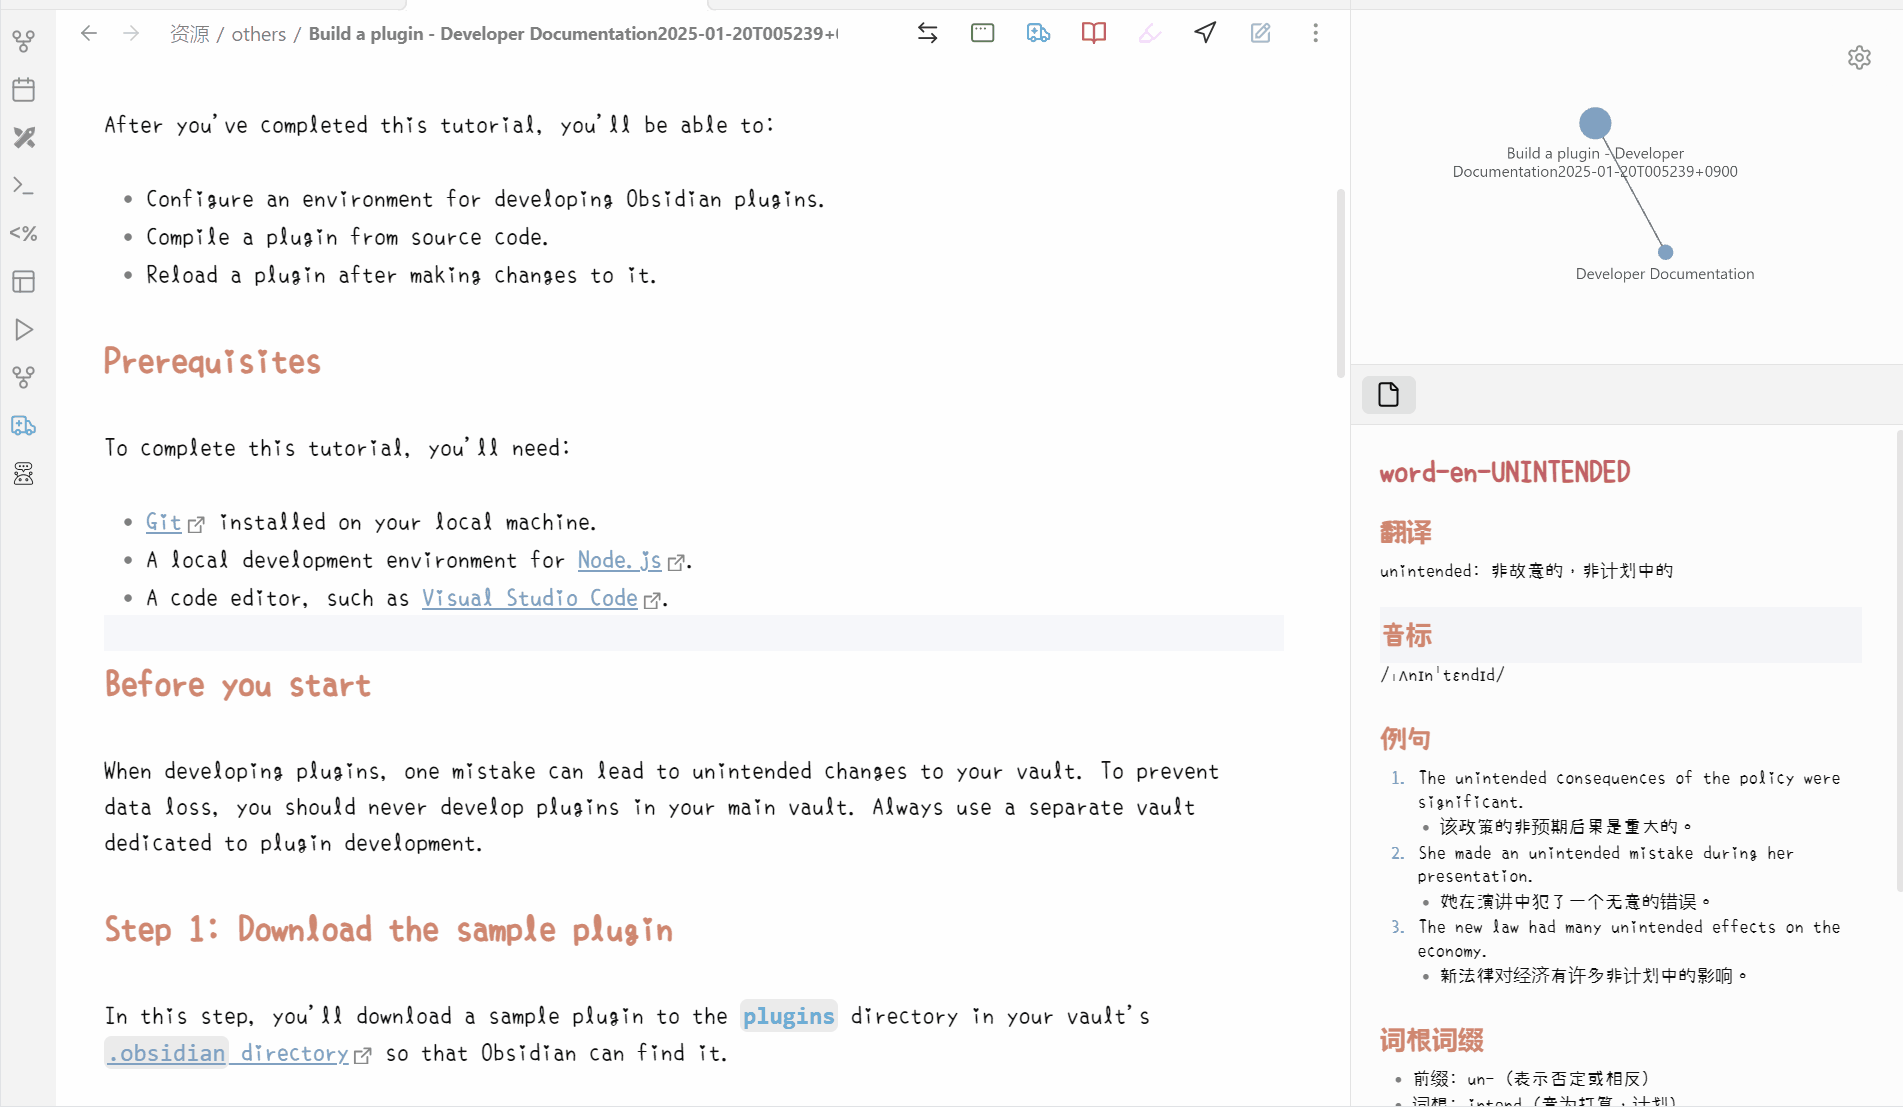 资源 / others / Build a plugin - Developer Documentation2025-01-20T005239+
After you've completed this tutorial, you'll be able to:
Configure an environment for developing Obsidian plugins.
Compile a plugin from source code.
Reload a plugin after making changes to it.
Prerequisites
To complete this tutorial, you'll need:
Git installed on your local machine.
A local development environment for Node.js.
A code editor, such as Visual Studio Code.
Before you start
When developing plugins, one mistake can lead to unintended changes to your vault. To prevent
data loss, you should never develop plugins in your main vault. Always use a separate vault
dedicated to plugin development.
Step 1: Download the sample plugin
In this step, you'll download a sample plugin to the plugins directory in your vault's
.obsidian directory so that Obsidian can find it.
Build a plugin - Developer
Documentation2025-01-20T005239+0900
Developer Documentation
word-en-UNINTENDED
翻译
unintended: 非故意的，非计划中的
音标
/ˌʌnɪnˈtɛndɪd/
例句
1. The unintended consequences of the policy were
significant.
该政策的非预期后果是重大的。
2. She made an unintended mistake during her
presentation.
她在演讲中犯了一个无意的错误。
3. The new law had many unintended effects on the
economy.
新法律对经济有许多非计划中的影响。
词根词缀
前缀: un- (表示否定或相反)
词根: intend (意为打算，计划)